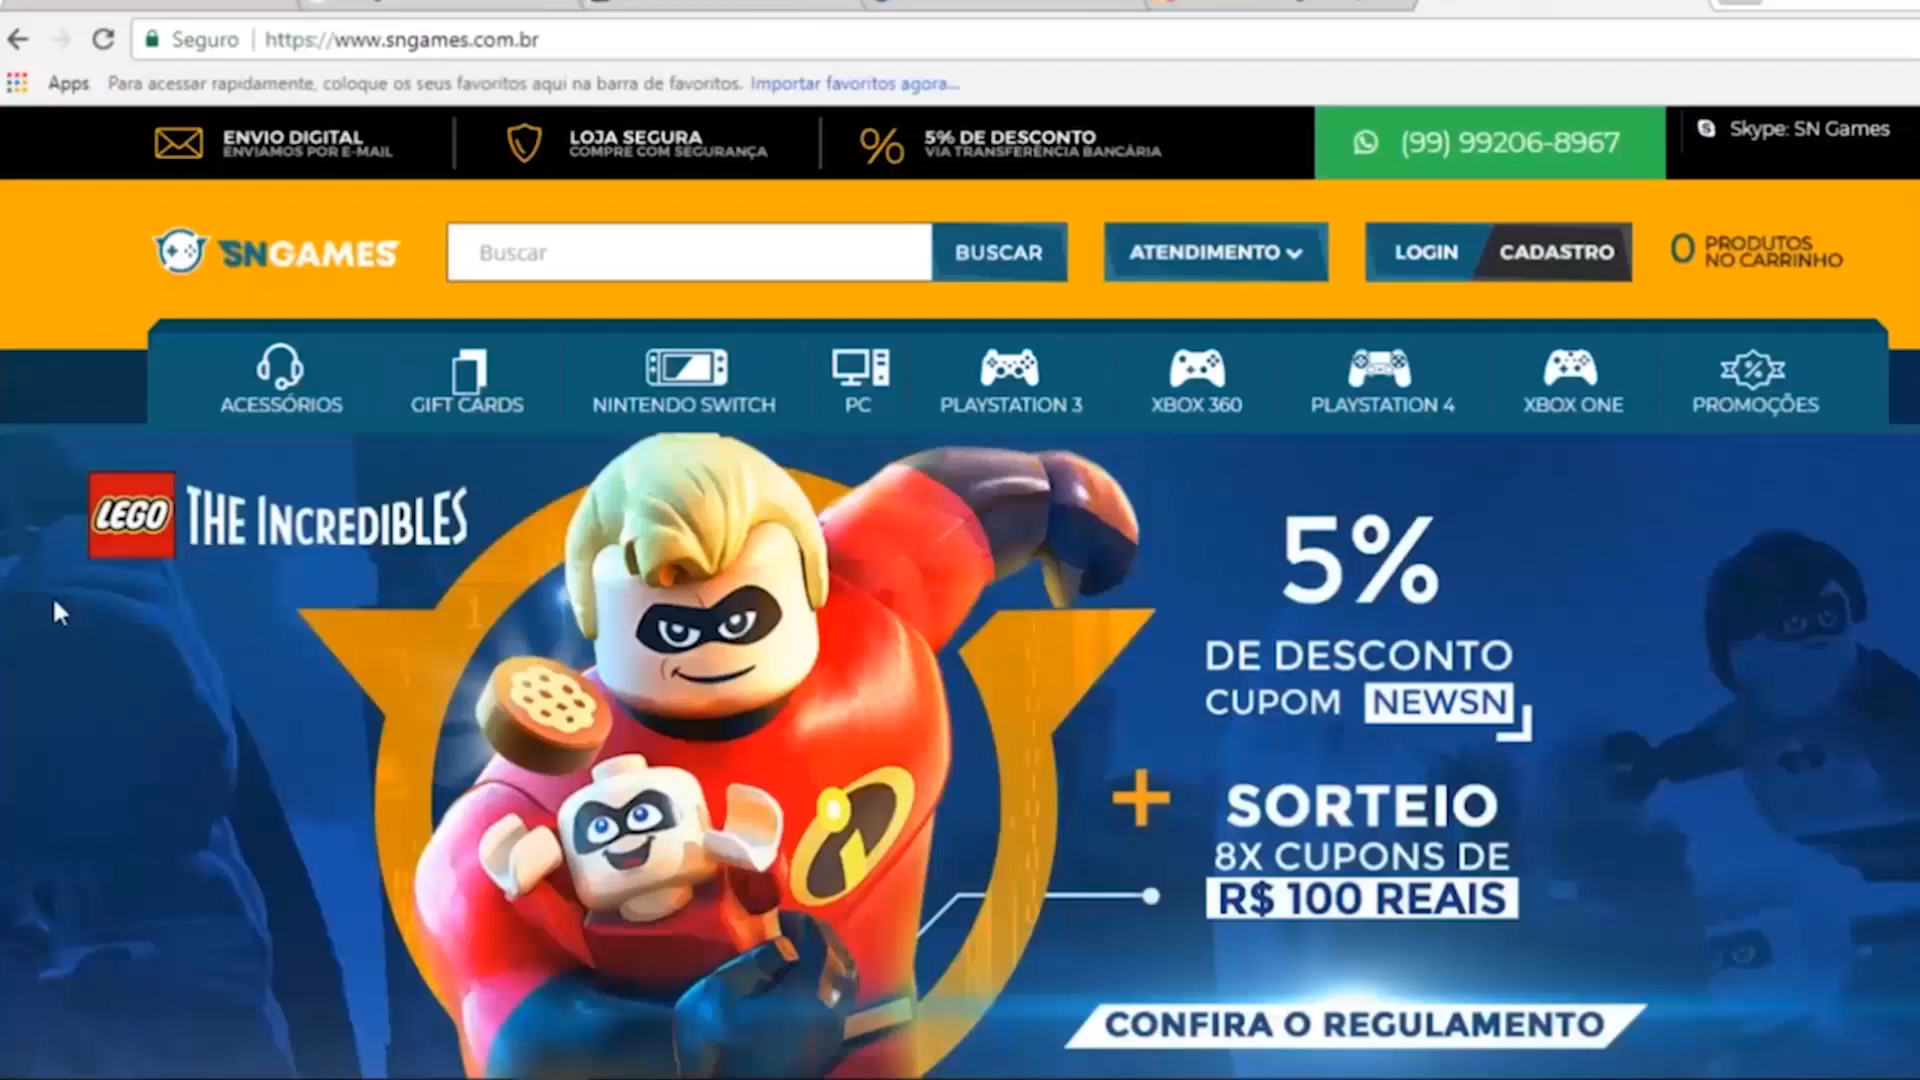 Seguro | https://www.sngames.com.br
Apps Para acessar rapidamente, coloque os seus favoritos aqui na barra de favoritos. Importar favoritos agora...
ENVIO DIGITAL
ENVIAMOS POR E-MAIL
LOJA SEGURA
COMPRE COM SEGURANÇA
5% DE DESCONTO
VIA TRANSFERÊNCIA BANCÁRIA
(99) 99206-8967
Skype: SN Games
SNGAMES
Buscar
BUSCAR
ATENDIMENTO
LOGIN
CADASTRO
0 PRODUTOS
NO CARRINHO
ACESSÓRIOS
GIFT CARDS
NINTENDO SWITCH
PC
PLAYSTATION 3
XBOX 360
PLAYSTATION 4
XBOX ONE
PROMOÇÕES
LEGO THE INCREDIBLES
5%
DE DESCONTO
CUPOM NEWSN
+ SORTEIO
8X CUPONS DE
R$ 100 REAIS
CONFIRA O REGULAMENTO